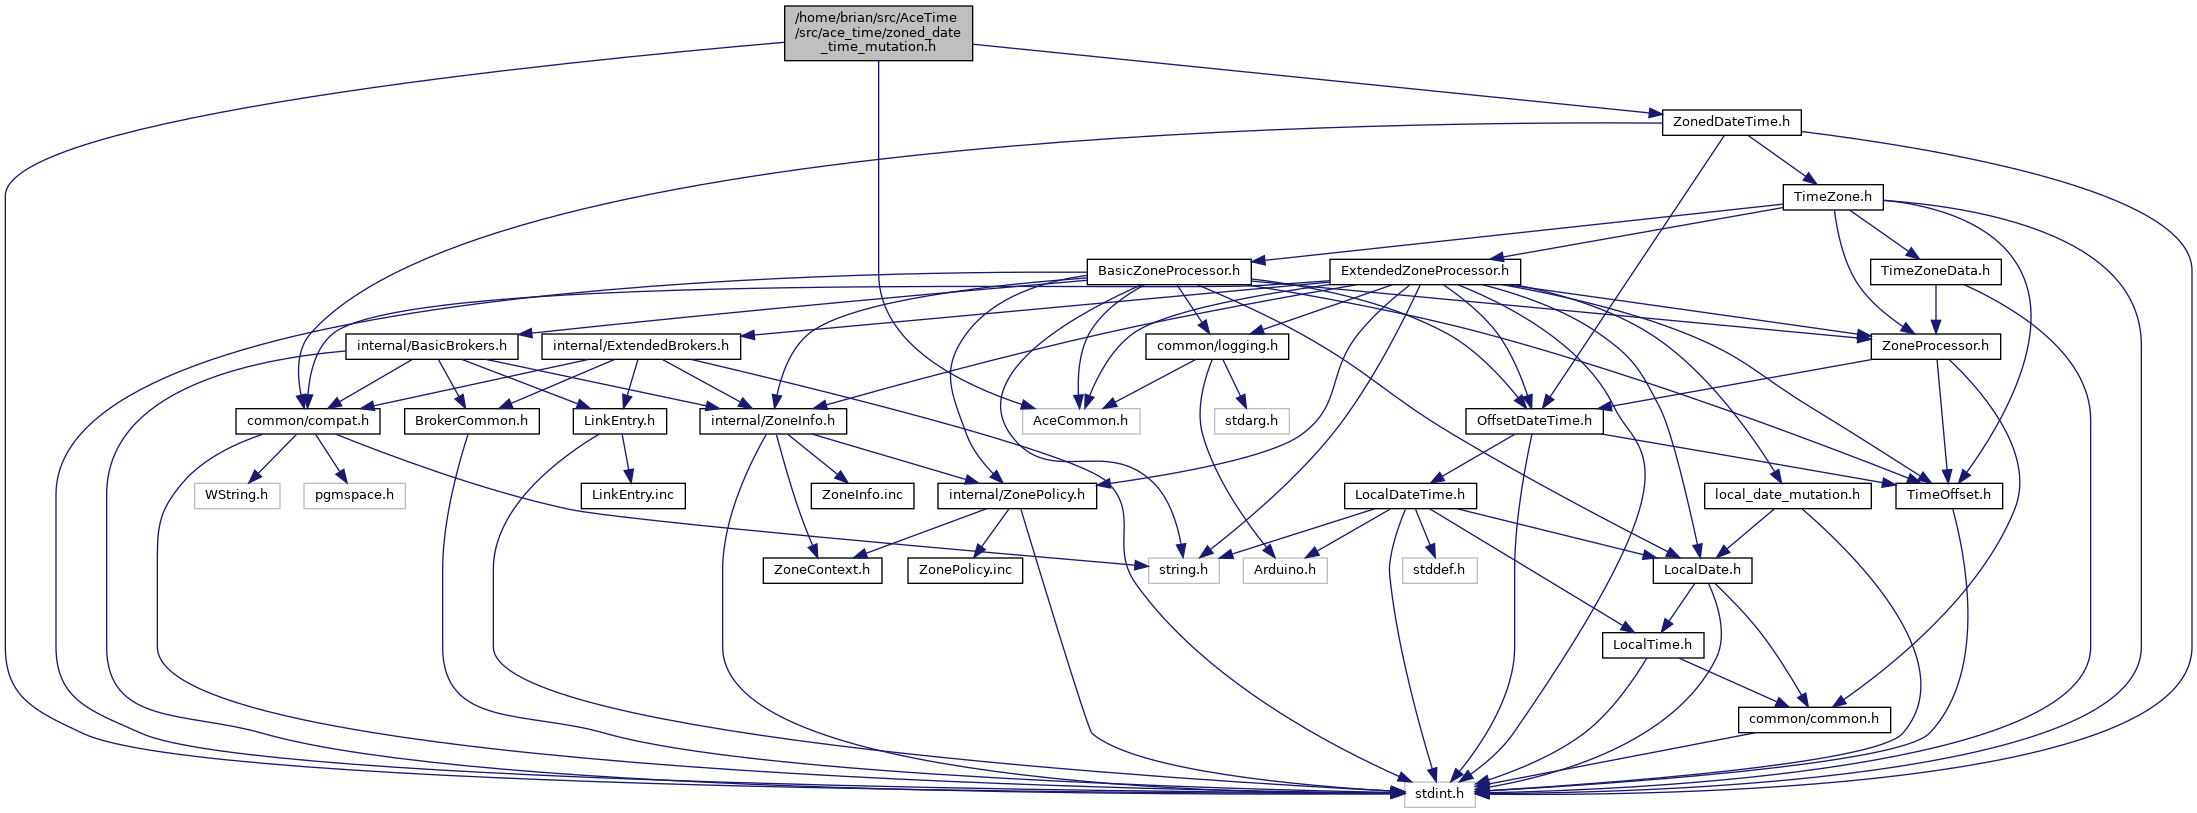 /home/brian/src/AceTime
/src/ace_time/zoned_date
_time_mutation.h
ZonedDateTime.h
TimeZone.h
BasicZoneProcessor.h
ExtendedZoneProcessor.h
TimeZoneData.h
internal/BasicBrokers.h
internal/ExtendedBrokers.h
common/logging.h
ZoneProcessor.h
common/compat.h
BrokerCommon.h
LinkEntry.h
internal/ZoneInfo.h
AceCommon.h
stdarg.h
OffsetDateTime.h
WString.h
pgmspace.h
LinkEntry.inc
ZoneInfo.inc
internal/ZonePolicy.h
LocalDateTime.h
local_date_mutation.h
TimeOffset.h
ZoneContext.h
ZonePolicy.inc
string.h
Arduino.h
stddef.h
LocalDate.h
LocalTime.h
common/common.h
stdint.h